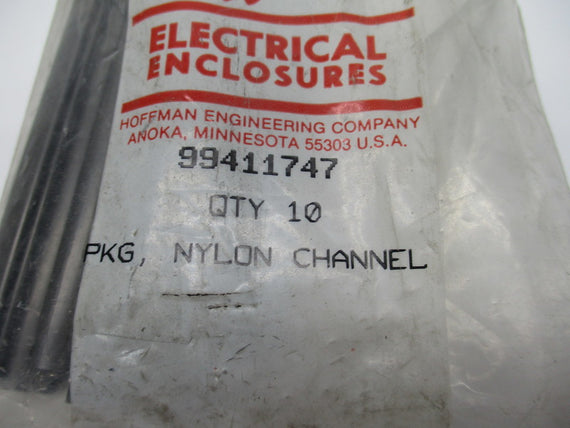 ELECTRICAL
ENCLOSURES
HOFFMAN ENGINEERING COMPANY
ANOKA, MINNESOTA 55303 U.S.A.
99411747
QTY 10
PKG, NYLON CHANNEL